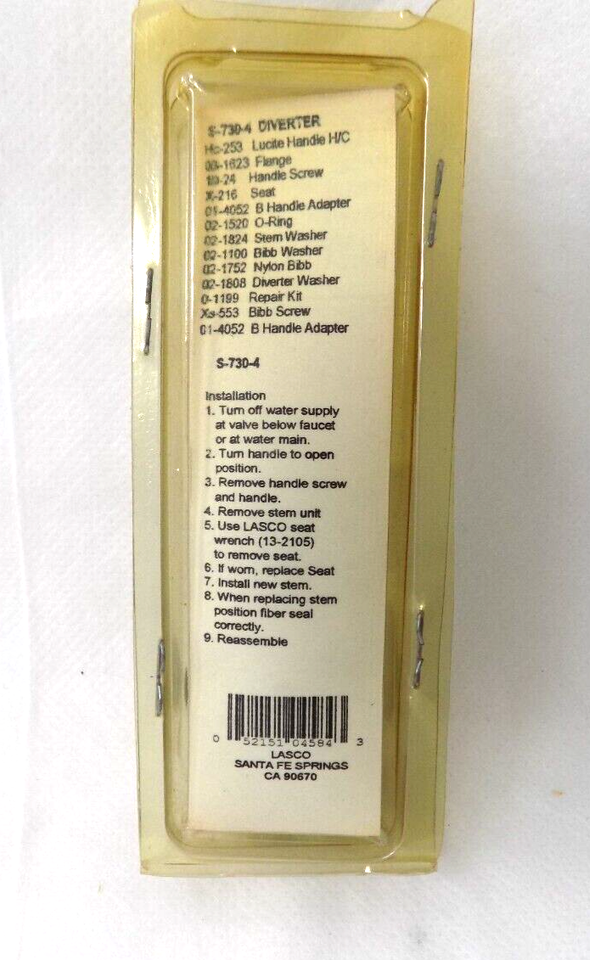 S-730-4 DIVERTER
Hc-253 Lucite Handle H/C
03-1623 Flange
Handle Screw
X-216 Seat
01-4052 B Handle Adapter
02-1520 O-Ring
02-1824 Stem Washer
02-1100 Bibb Washer
02-1752 Nylon Bibb
02-1808 Diverter Washer
0-1199 Repair Kit
Xs-553 Bibb Screw
01-4052 B Handle Adapter
S-730-4
Installation
1. Turn off water supply
at valve below faucet
or at water main.
2. Turn handle to open
position.
3. Remove handle screw
and handle.
4. Remove stem unit
5. Use LASCO seat
wrench (13-2105)
to remove seat.
6. If worn, replace Seat
7. Install new stem.
8. When replacing stem
position fiber seal
correctly.
9. Reassemble
0 52151 04584 3
LASCO
SANTA FE SPRINGS
CA 90670